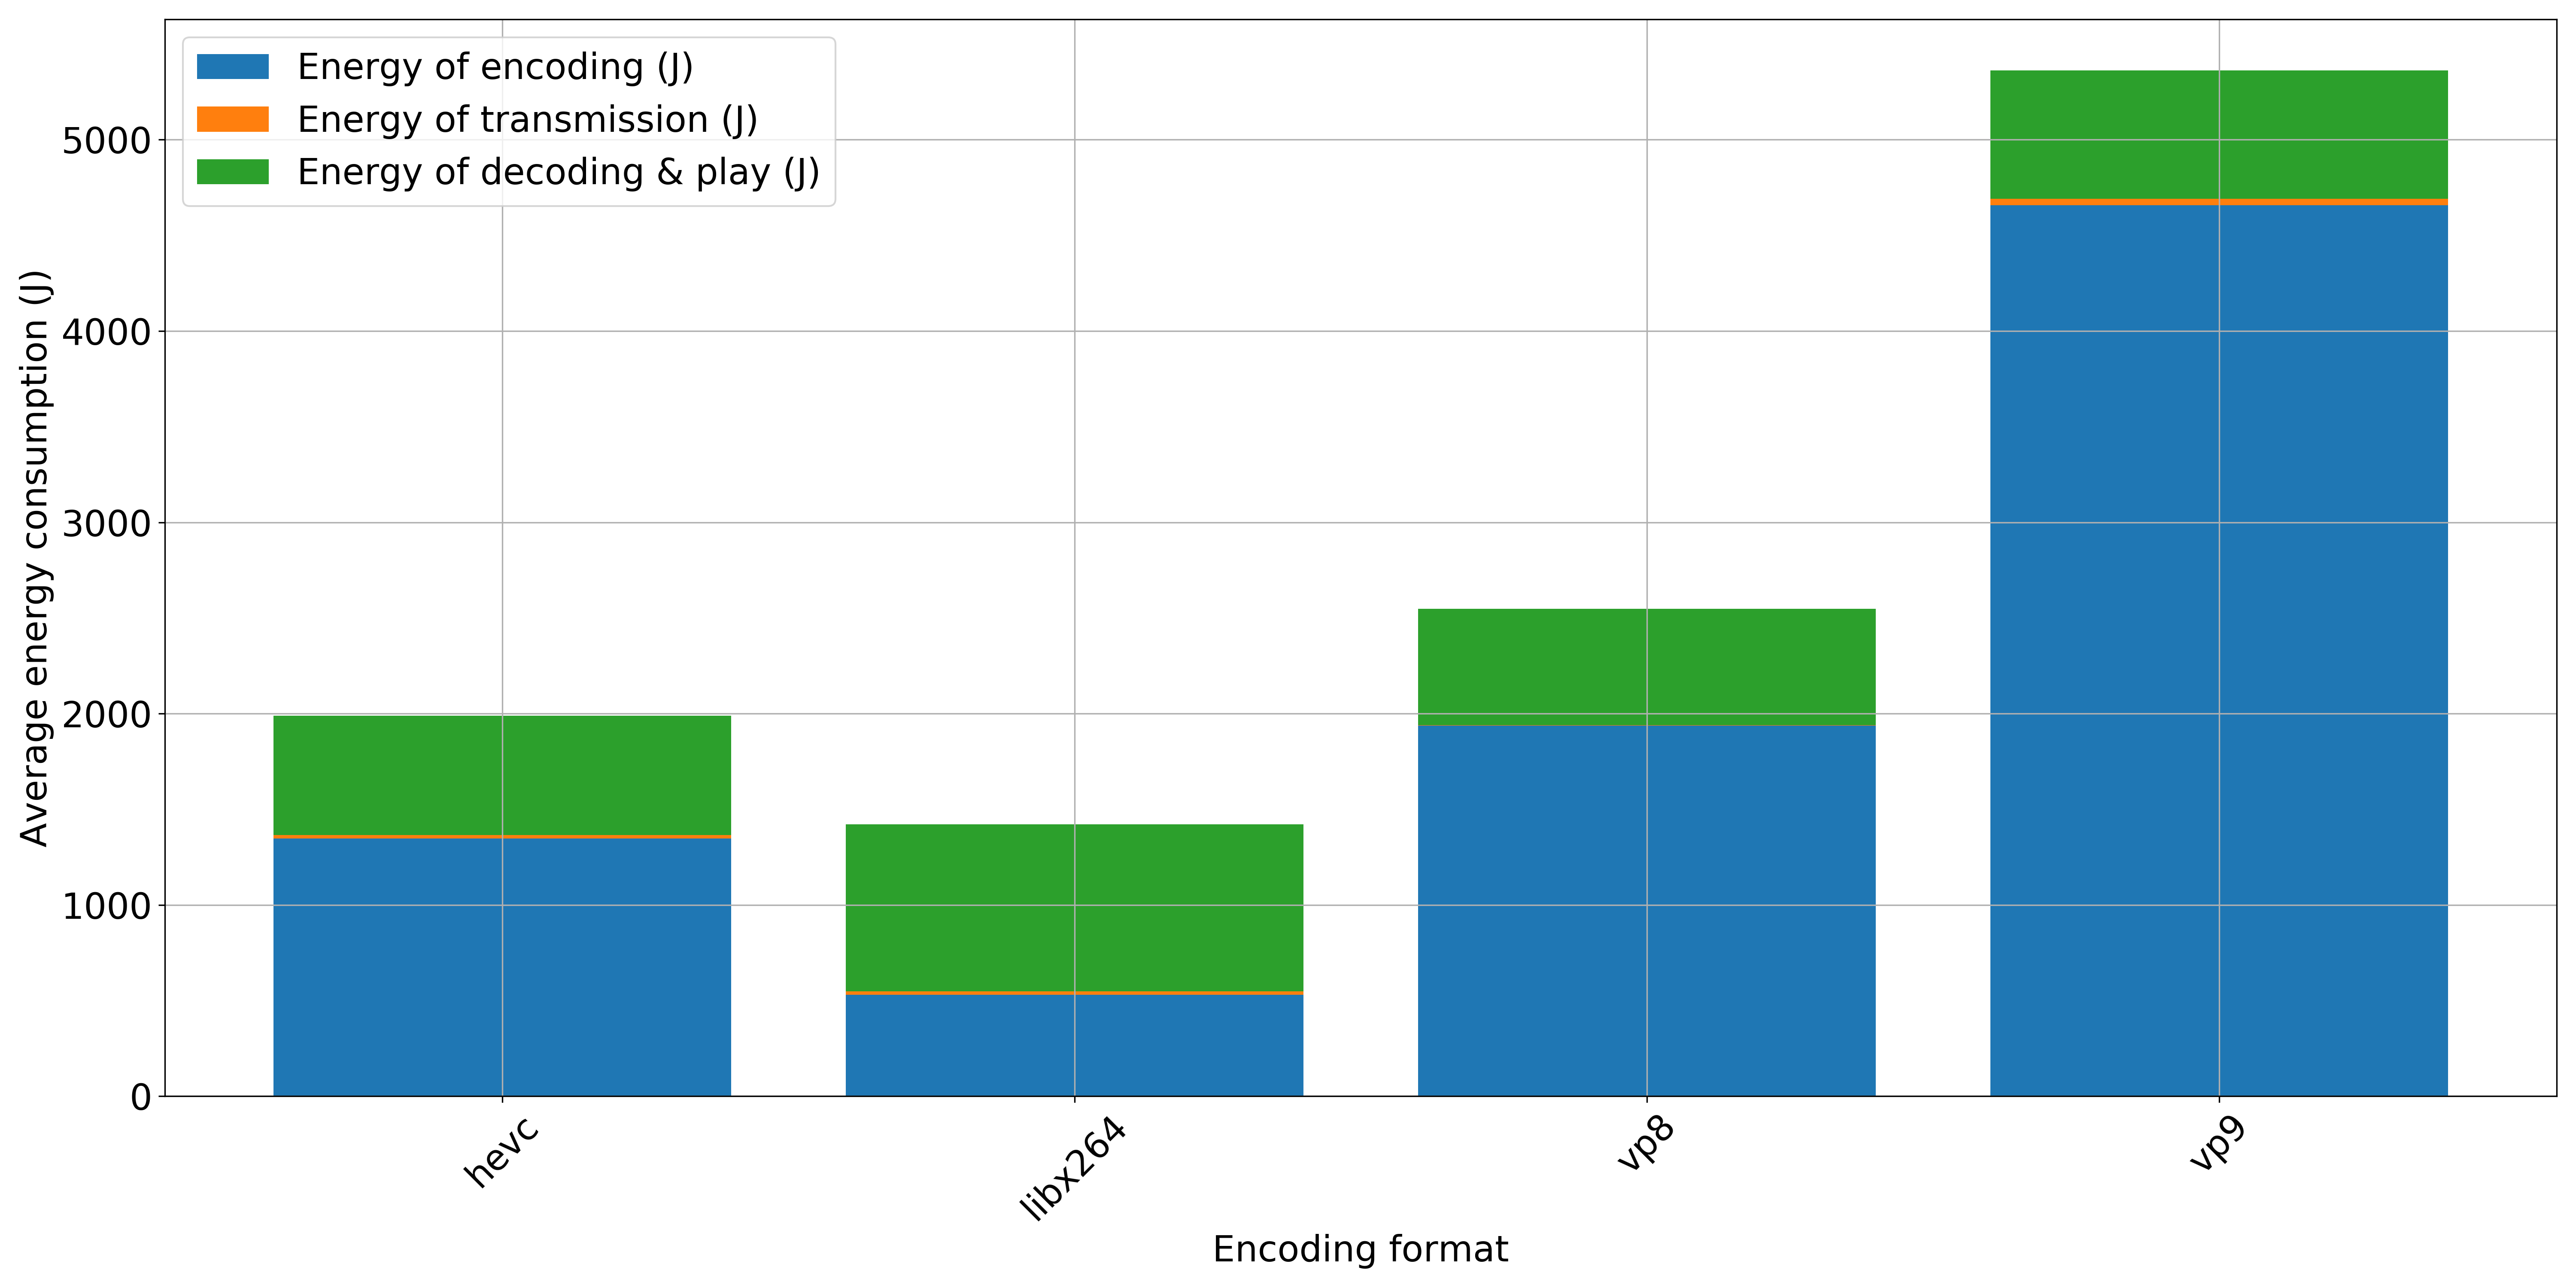 Energy of encoding (J)
Energy of transmission (J)
Energy of decoding & play (J)
Average energy consumption (J)
5000
4000
3000
2000
1000
0
hevc
libx264
vp8
vp9
Encoding format